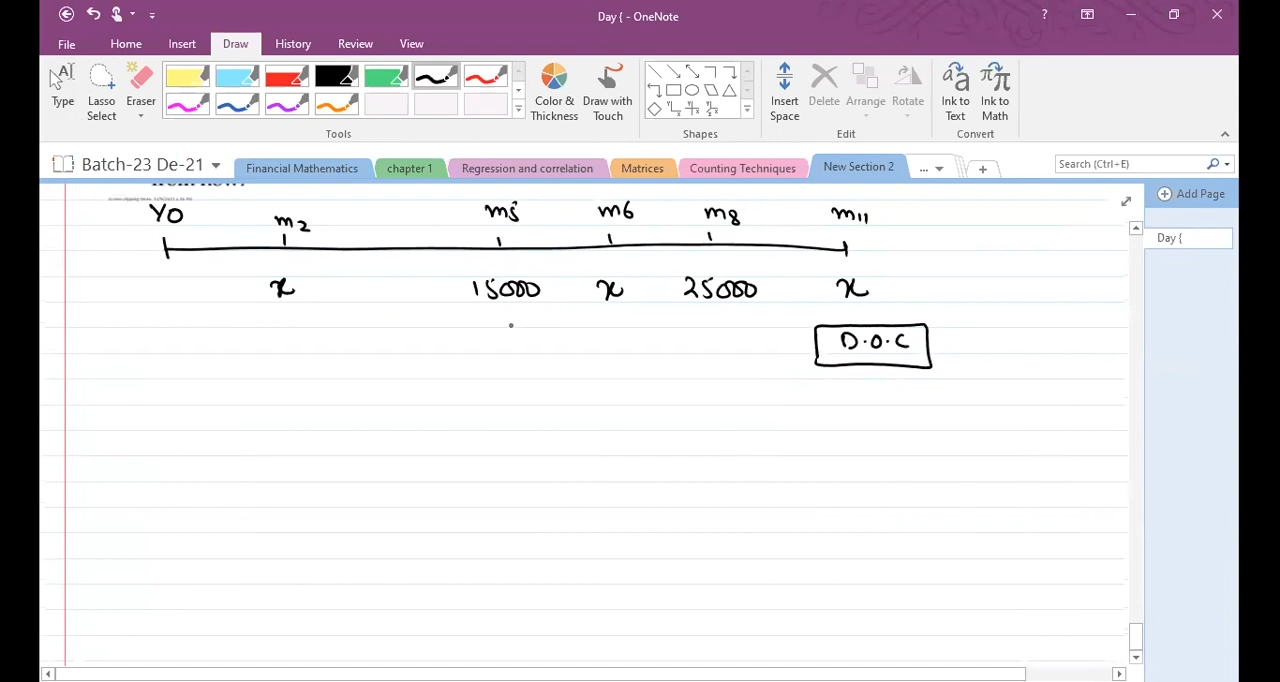 Day { - OneNote
?
File Home Insert Draw History Review View
Type Lasso Select Eraser Color & Thickness Draw with Touch Insert Space Delete Arrange Rotate Ink to Text Ink to Math
Tools Shapes Edit Convert
Batch-23 De-21 Financial Mathematics chapter 1 Regression and correlation Matrices Counting Techniques New Section 2 ... Search (Ctrl+E)
Add Page
Day {
Y0 m2 m5 m6 m8 m11
x 15000 x 25000 x
D.O.C